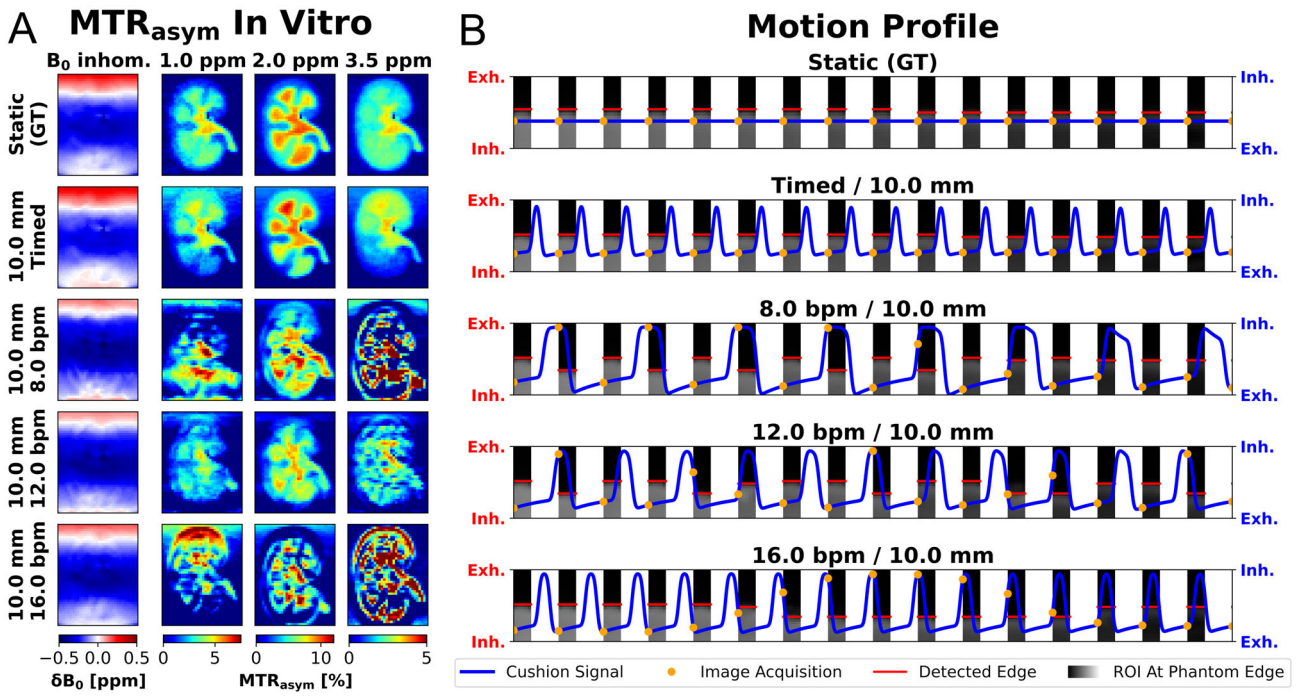 A MTRasym In Vitro
B0 inhom. 1.0 ppm 2.0 ppm 3.5 ppm
Static
(GT)
10.0 mm
Timed
10.0 mm
8.0 bpm
10.0 mm
12.0 bpm
10.0 mm
16.0 bpm
−0.5 0.0 0.5
0 5
0 10
0 5
δB0 [ppm]
MTRasym [%]
B Motion Profile
Static (GT)
Exh. Inh.
Inh. Exh.
Timed / 10.0 mm
Exh. Inh.
Inh. Exh.
8.0 bpm / 10.0 mm
Exh. Inh.
Inh. Exh.
12.0 bpm / 10.0 mm
Exh. Inh.
Inh. Exh.
16.0 bpm / 10.0 mm
Exh. Inh.
Inh. Exh.
Cushion Signal Image Acquisition Detected Edge ROI At Phantom Edge